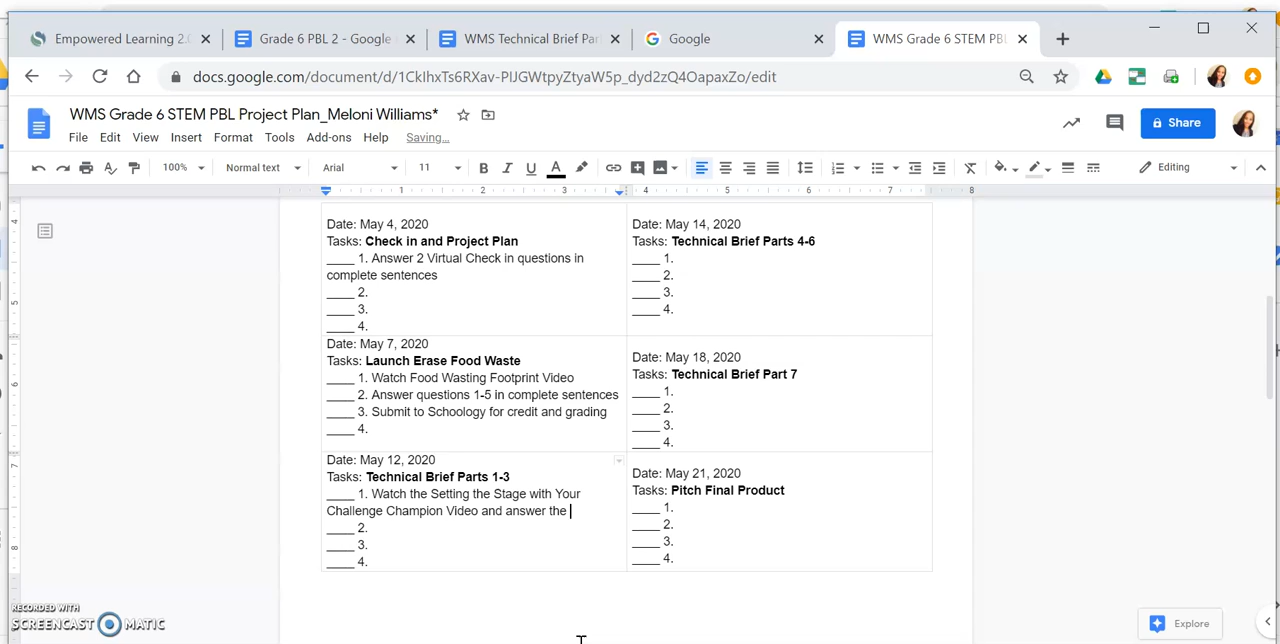 Empowered Learning 2.
Grade 6 PBL 2 - Google
WMS Technical Brief Par
Google
WMS Grade 6 STEM PBL
docs.google.com/document/d/1CkIhxTs6RXav-PIJGWtpyZtyaW5p_dyd2zQ4OapaxZo/edit
WMS Grade 6 STEM PBL Project Plan_Meloni Williams*
File Edit View Insert Format Tools Add-ons Help Saving...
Share
100% Normal text Arial 11 Editing
1 2 3 4 5 6 7 8
Date: May 4, 2020
Tasks: Check in and Project Plan
____ 1. Answer 2 Virtual Check in questions in
complete sentences
____ 2.
____ 3.
____ 4.
Date: May 14, 2020
Tasks: Technical Brief Parts 4-6
____ 1.
____ 2.
____ 3.
____ 4.
Date: May 7, 2020
Tasks: Launch Erase Food Waste
____ 1. Watch Food Wasting Footprint Video
____ 2. Answer questions 1-5 in complete sentences
____ 3. Submit to Schoology for credit and grading
____ 4.
Date: May 18, 2020
Tasks: Technical Brief Part 7
____ 1.
____ 2.
____ 3.
____ 4.
Date: May 12, 2020
Tasks: Technical Brief Parts 1-3
____ 1. Watch the Setting the Stage with Your
Challenge Champion Video and answer the
____ 2.
____ 3.
____ 4.
Date: May 21, 2020
Tasks: Pitch Final Product
____ 1.
____ 2.
____ 3.
____ 4.
RECORDED WITH
SCREENCAST MATIC
Explore